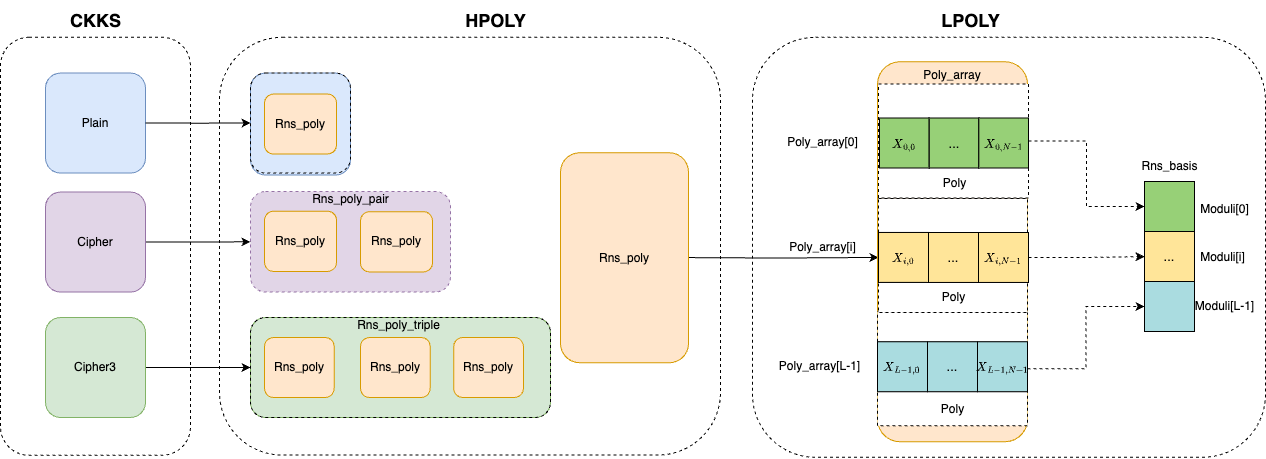 CKKS
HPOLY
LPOLY
Plain
Cipher
Cipher3
Rns_poly
Rns_poly_pair
Rns_poly
Rns_poly
Rns_poly_triple
Rns_poly
Rns_poly
Rns_poly
Rns_poly
Poly_array
Poly_array[0]
X_{0,0}
...
X_{0,N-1}
Poly
Poly_array[i]
X_{i,0}
...
X_{i,N-1}
Poly
Poly_array[L-1]
X_{L-1,0}
...
X_{L-1,N-1}
Poly
Rns_basis
Moduli[0]
...
Moduli[i]
Moduli[L-1]